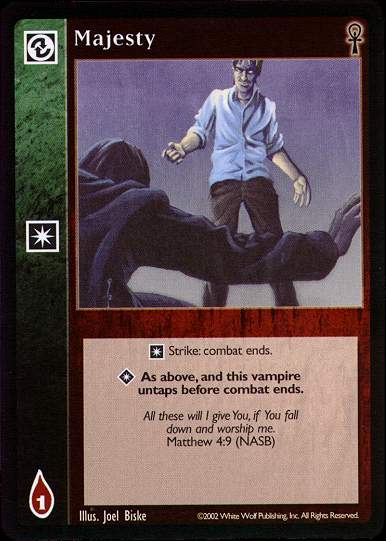 Majesty
Strike: combat ends.
As above, and this vampire
untaps before combat ends.
All these will I give You, if You fall
down and worship me.
Matthew 4:9 (NASB)
1
Illus. Joel Biske
©2002 White Wolf Publishing, Inc. All Rights Reserved.